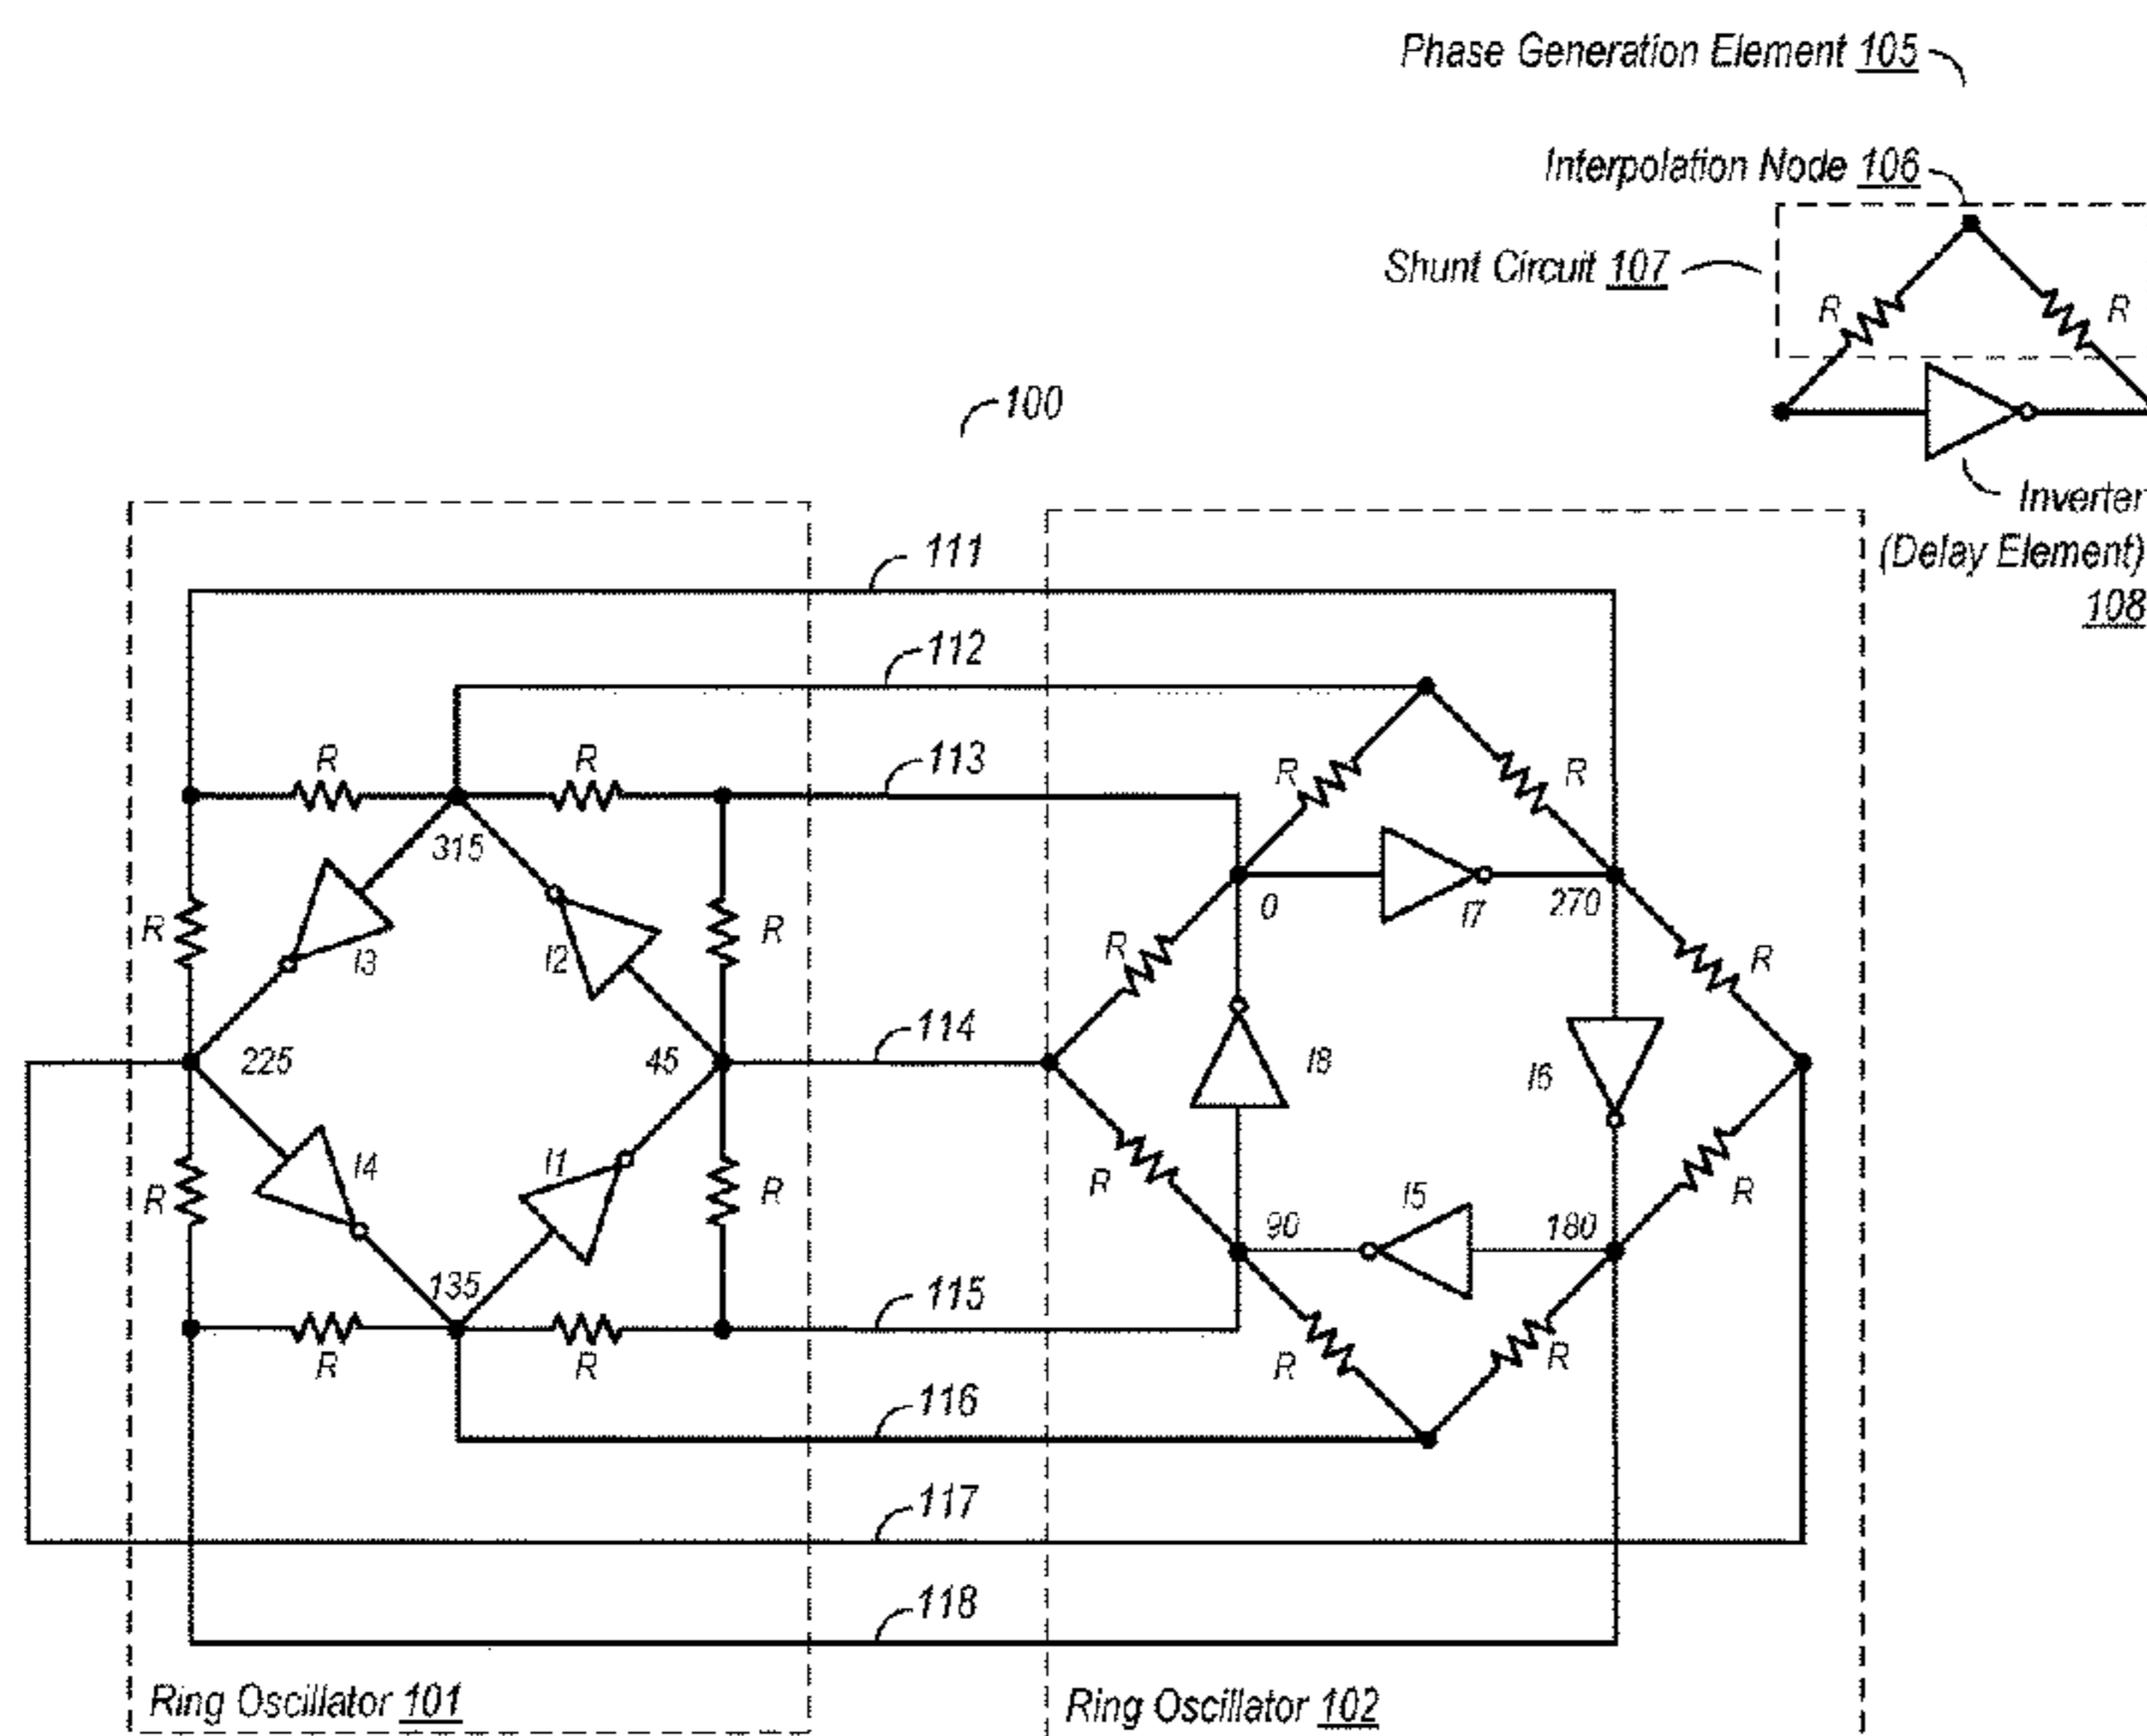 Phase Generation Element 105
Interpolation Node 106
Shunt Circuit 107
R
R
Inverter
(Delay Element)
108
100
111
112
113
R
R
R
R
315
0
I7
270
R
I3
I2
R
R
R
114
225
45
I8
I6
R
I4
I1
R
R
I5
R
135
90
180
115
R
R
R
R
116
117
118
Ring Oscillator 101
Ring Oscillator 102